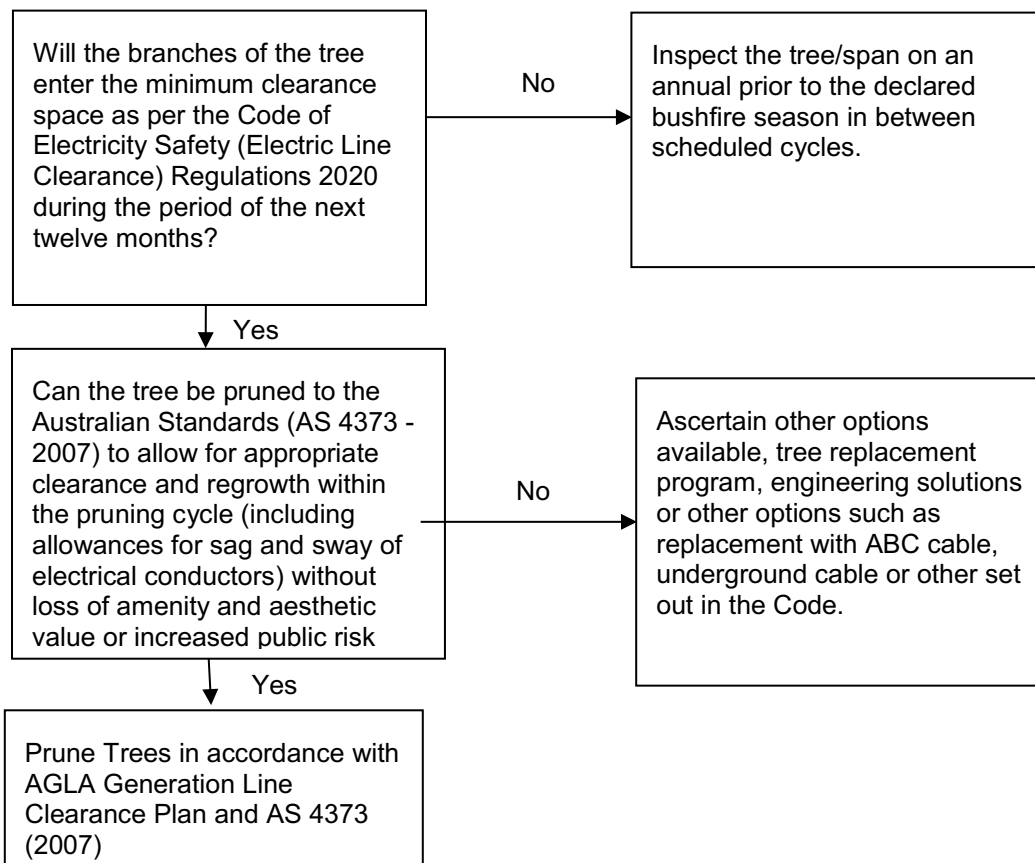 Will the branches of the tree
enter the minimum clearance
space as per the Code of
Electricity Safety (Electric Line
Clearance) Regulations 2020
during the period of the next
twelve months?
No
Inspect the tree/span on an
annual prior to the declared
bushfire season in between
scheduled cycles.
Yes
Can the tree be pruned to the
Australian Standards (AS 4373 -
2007) to allow for appropriate
clearance and regrowth within
the pruning cycle (including
allowances for sag and sway of
electrical conductors) without
loss of amenity and aesthetic
value or increased public risk
No
Ascertain other options
available, tree replacement
program, engineering solutions
or other options such as
replacement with ABC cable,
underground cable or other set
out in the Code.
Yes
Prune Trees in accordance with
AGLA Generation Line
Clearance Plan and AS 4373
(2007)